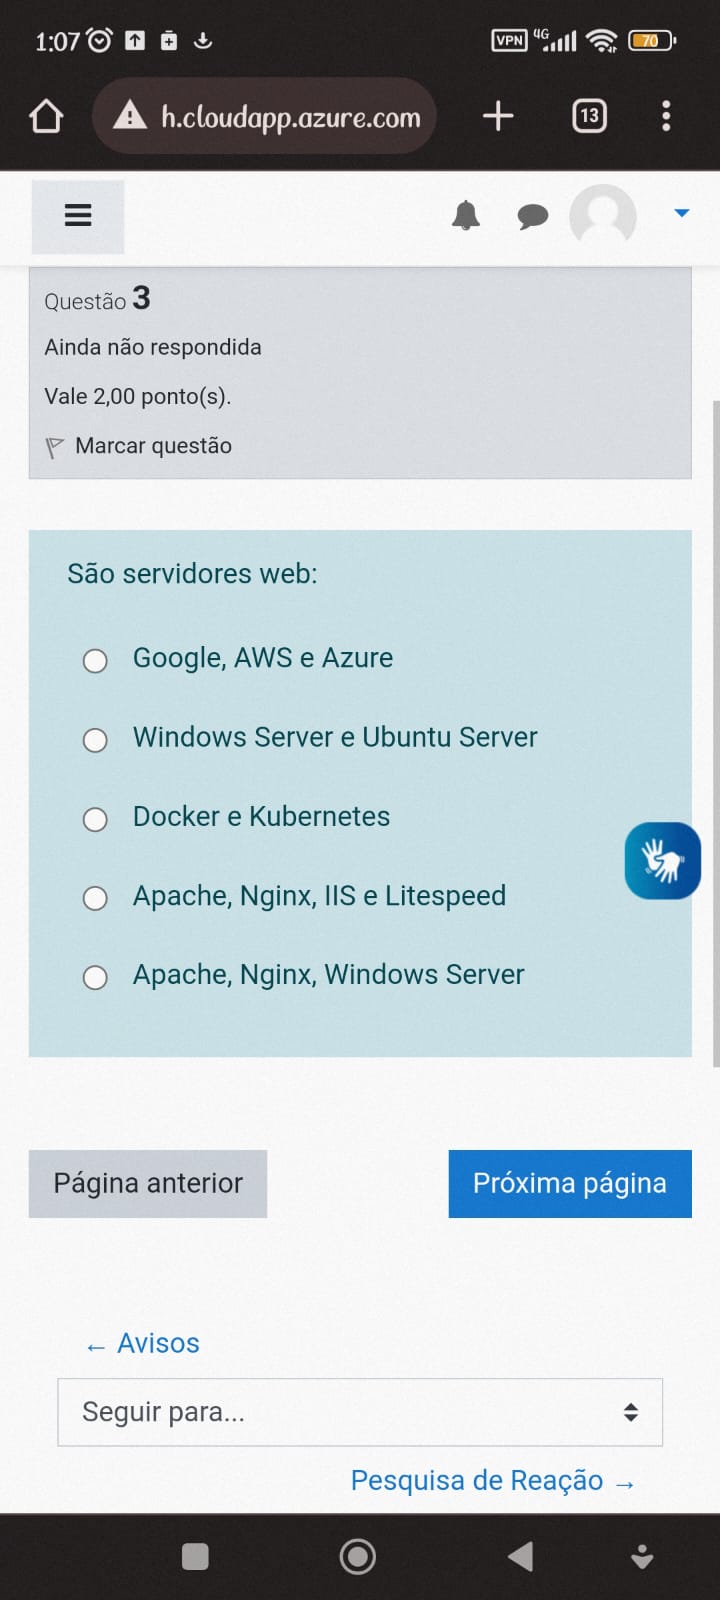 1:07
VPN 4G 70
h.cloudapp.azure.com
13
Questão 3
Ainda não respondida
Vale 2,00 ponto(s).
Marcar questão
São servidores web:
Google, AWS e Azure
Windows Server e Ubuntu Server
Docker e Kubernetes
Apache, Nginx, IIS e Litespeed
Apache, Nginx, Windows Server
Página anterior
Próxima página
← Avisos
Seguir para...
Pesquisa de Reação →